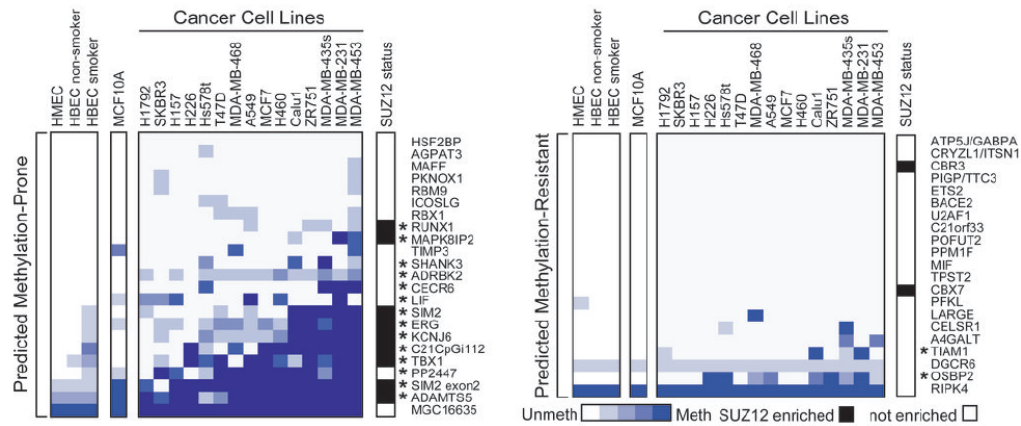 Cancer Cell Lines
HMEC
HBEC non-smoker
HBEC smoker
MCF10A
H1792
SKBR3
H157
H226
Hs578t
T47D
MDA-MB-468
A549
MCF7
H460
Calu1
ZR751
MDA-MB-435s
MDA-MB-231
MDA-MB-453
SUZ12 status
Predicted Methylation-Prone
HSF2BP
AGPAT3
MAFF
PKNOX1
RBM9
ICOSLG
RBX1
* RUNX1
* MAPK8IP2
TIMP3
* SHANK3
* ADRBK2
* CECR6
* LIF
* SIM2
* ERG
* KCNJ6
* C21CpGi112
* TBX1
* PP2447
* SIM2 exon2
* ADAMTS5
MGC16635
Cancer Cell Lines
HMEC
HBEC non-smoker
HBEC smoker
MCF10A
H1792
SKBR3
H157
H226
Hs578t
T47D
MDA-MB-468
A549
MCF7
H460
Calu1
ZR751
MDA-MB-435s
MDA-MB-231
MDA-MB-453
SUZ12 status
Predicted Methylation-Resistant
ATP5J/GABPA
CRYZL1/ITSN1
CBR3
PIGP/TTC3
ETS2
BACE2
U2AF1
C21orf33
POFUT2
PPM1F
MIF
TPST2
CBX7
PFKL
LARGE
CELSR1
A4GALT
* TIAM1
DGCR6
* OSBP2
RIPK4
Unmeth Meth SUZ12 enriched not enriched